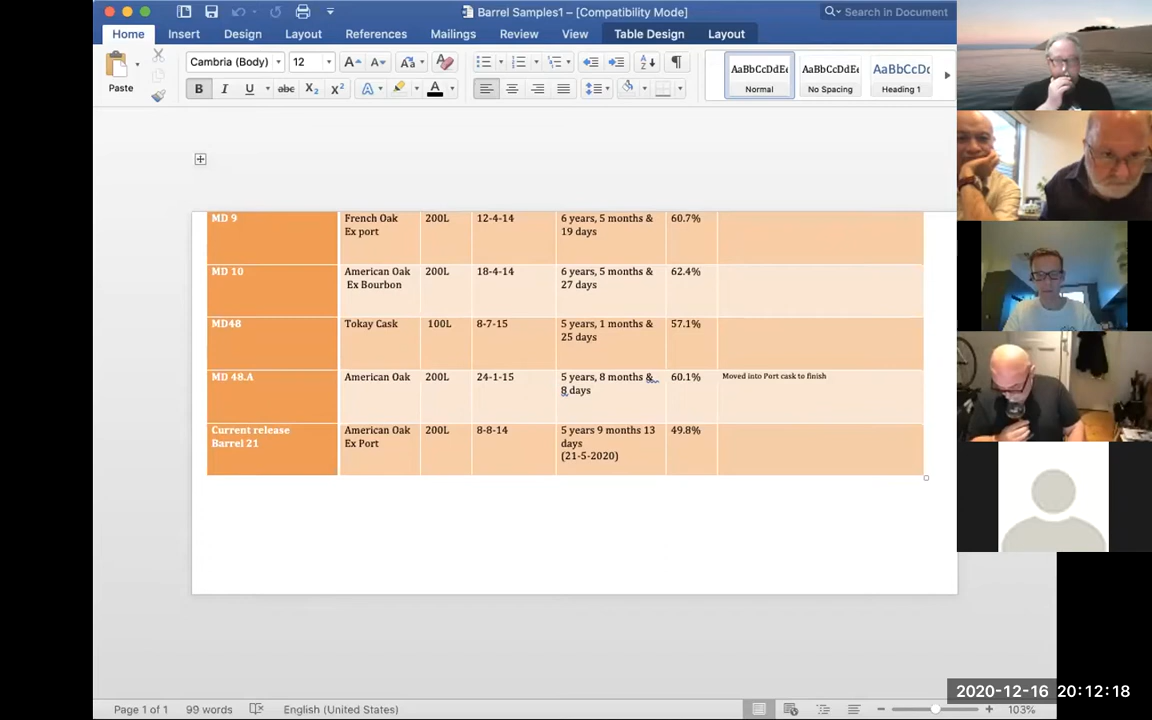 Barrel Samples1 – [Compatibility Mode]
Search in Document
Home Insert Design Layout References Mailings Review View Table Design Layout
Paste
Cambria (Body) 12
B I U abc X2 X2 A A
AaBbCcDdEe AaBbCcDdEe AaBbCcDc
Normal No Spacing Heading 1
MD 9 French Oak 200L 12-4-14 6 years, 5 months & 60.7%
Ex port 19 days
MD 10 American Oak 200L 18-4-14 6 years, 6 months & 62.4%
Ex Bourbon 27 days
MD48 Tokay Cask 100L 8-7-15 5 years, 1 months & 57.1%
25 days
MD 48.A American Oak 200L 24-1-15 5 years, 8 months & 60.1% Moved into Port cask to finish
8 days
Current release American Oak 200L 8-8-14 5 years 9 months 13 49.8%
Barrel 21 Ex Port days
(21-5-2020)
Page 1 of 1 99 words English (United States) 103%
2020-12-16 20:12:18